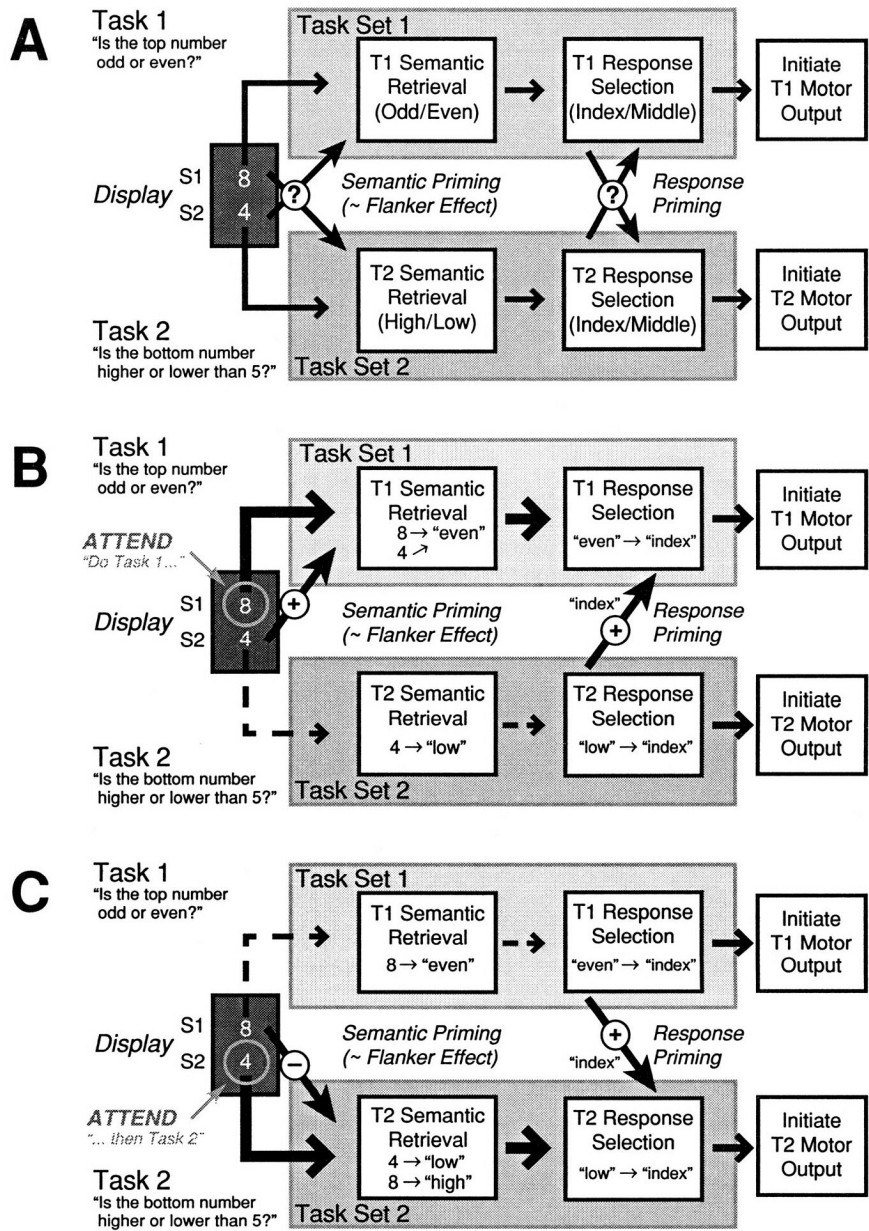 A
Task 1
"Is the top number
odd or even?"
Task Set 1
T1 Semantic
Retrieval
(Odd/Even)
T1 Response
Selection
(Index/Middle)
Initiate
T1 Motor
Output
Display
S1
8
S2
4
?
Semantic Priming
(~ Flanker Effect)
?
Response
Priming
T2 Semantic
Retrieval
(High/Low)
T2 Response
Selection
(Index/Middle)
Initiate
T2 Motor
Output
Task 2
"Is the bottom number
higher or lower than 5?"
Task Set 2
B
Task 1
"Is the top number
odd or even?"
Task Set 1
T1 Semantic
Retrieval
8 → "even"
4 ↗
T1 Response
Selection
"even" → "index"
Initiate
T1 Motor
Output
ATTEND
"Do Task 1..."
Display
S1
8
S2
4
+
Semantic Priming
(~ Flanker Effect)
"index"
+
Response
Priming
T2 Semantic
Retrieval
4 → "low"
T2 Response
Selection
"low" → "index"
Initiate
T2 Motor
Output
Task 2
"Is the bottom number
higher or lower than 5?"
Task Set 2
C
Task 1
"Is the top number
odd or even?"
Task Set 1
T1 Semantic
Retrieval
8 → "even"
T1 Response
Selection
"even" → "index"
Initiate
T1 Motor
Output
Display
S1
8
S2
4
−
Semantic Priming
(~ Flanker Effect)
+
"index"
Response
Priming
ATTEND
"... then Task 2"
T2 Semantic
Retrieval
4 → "low"
8 → "high"
T2 Response
Selection
"low" → "index"
Initiate
T2 Motor
Output
Task 2
"Is the bottom number
higher or lower than 5?"
Task Set 2